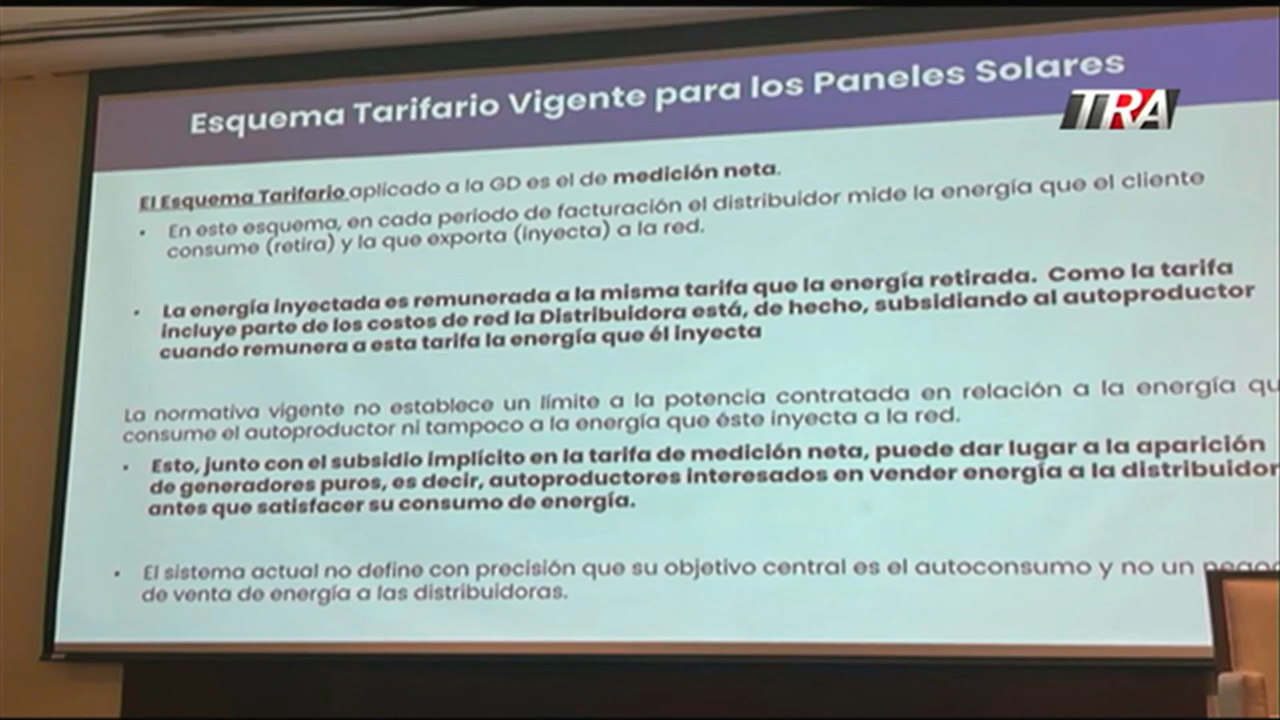 Esquema Tarifario Vigente para los Paneles Solares
TRA
El Esquema Tarifario aplicado a la GD es el de medición neta.
• En este esquema, en cada periodo de facturación el distribuidor mide la energía que el cliente
consume (retira) y la que exporta (inyecta) a la red.
• La energía inyectada es remunerada a la misma tarifa que la energía retirada. Como la tarifa
incluye parte de los costos de red la Distribuidora está, de hecho, subsidiando al autoproductor
cuando remunera a esta tarifa la energía que él inyecta
La normativa vigente no establece un límite a la potencia contratada en relación a la energía qu
consume el autoproductor ni tampoco a la energía que éste inyecta a la red.
• Esto, junto con el subsidio implícito en la tarifa de medición neta, puede dar lugar a la aparición
de generadores puros, es decir, autoproductores interesados en vender energía a la distribuidor
antes que satisfacer su consumo de energía.
• El sistema actual no define con precisión que su objetivo central es el autoconsumo y no un
de venta de energía a las distribuidoras.